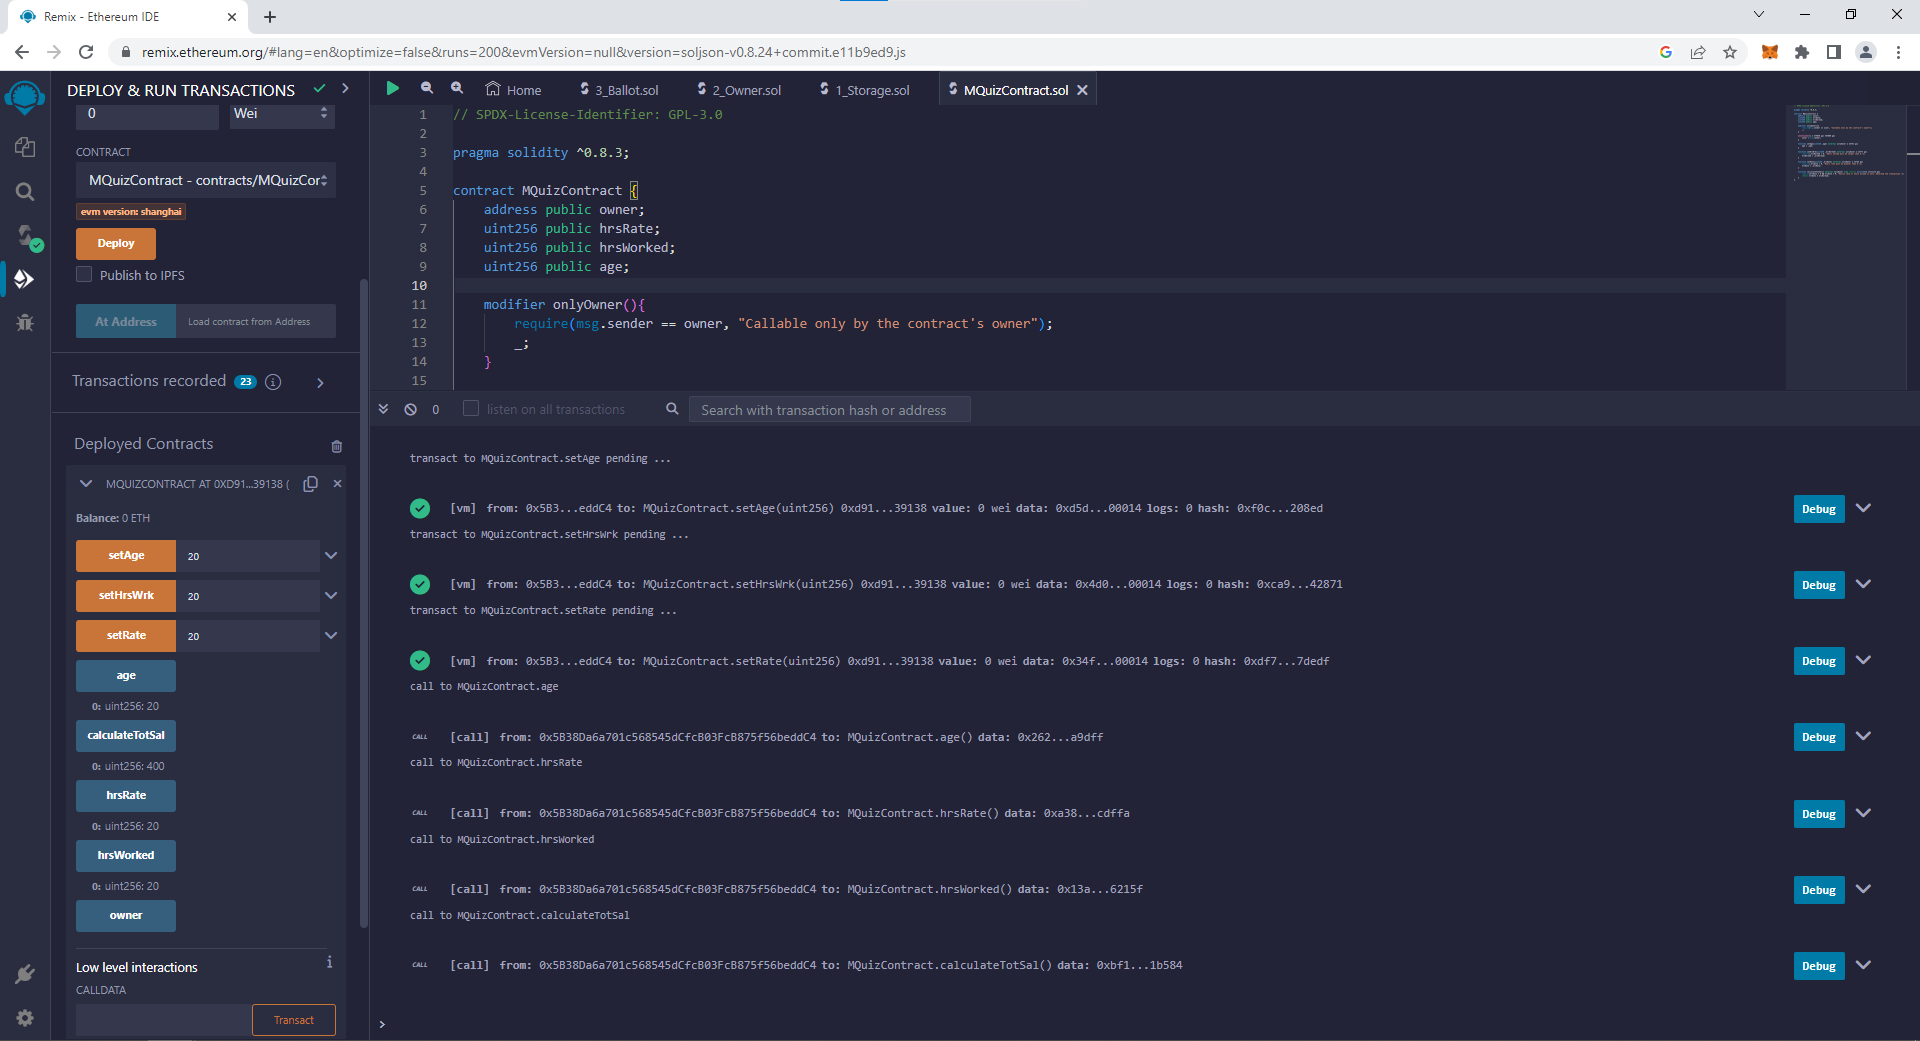 Remix - Ethereum IDE
remix.ethereum.org/#lang=en&optimize=false&runs=200&evmVersion=null&version=soljson-v0.8.24+commit.e11b9ed9.js
DEPLOY & RUN TRANSACTIONS
0 Wei
CONTRACT
MQuizContract - contracts/MQuizCor
evm version: shanghai
Deploy
Publish to IPFS
At Address Load contract from Address
Transactions recorded 23 i
Deployed Contracts
MQUIZCONTRACT AT 0XD91...39138 (
Balance: 0 ETH
setAge 20
setHrsWrk 20
setRate 20
age
0: uint256: 20
calculateTotSal
0: uint256: 400
hrsRate
0: uint256: 20
hrsWorked
0: uint256: 20
owner
Low level interactions i
CALLDATA
Transact
Home 3_Ballot.sol 2_Owner.sol 1_Storage.sol MQuizContract.sol
1 // SPDX-License-Identifier: GPL-3.0
2
3 pragma solidity ^0.8.3;
4
5 contract MQuizContract {
6 address public owner;
7 uint256 public hrsRate;
8 uint256 public hrsWorked;
9 uint256 public age;
10
11 modifier onlyOwner(){
12 require(msg.sender == owner, "Callable only by the contract's owner");
13 _;
14 }
15
0 listen on all transactions Search with transaction hash or address
transact to MQuizContract.setAge pending ...
[vm] from: 0x5B3...eddC4 to: MQuizContract.setAge(uint256) 0xd91...39138 value: 0 wei data: 0xd5d...00014 logs: 0 hash: 0xf0c...208ed Debug
transact to MQuizContract.setHrsWrk pending ...
[vm] from: 0x5B3...eddC4 to: MQuizContract.setHrsWrk(uint256) 0xd91...39138 value: 0 wei data: 0x4d0...00014 logs: 0 hash: 0xca9...42871 Debug
transact to MQuizContract.setRate pending ...
[vm] from: 0x5B3...eddC4 to: MQuizContract.setRate(uint256) 0xd91...39138 value: 0 wei data: 0x34f...00014 logs: 0 hash: 0xdf7...7dedf Debug
call to MQuizContract.age
CALL [call] from: 0x5B38Da6a701c568545dCfcB03FcB875f56beddC4 to: MQuizContract.age() data: 0x262...a9dff Debug
call to MQuizContract.hrsRate
CALL [call] from: 0x5B38Da6a701c568545dCfcB03FcB875f56beddC4 to: MQuizContract.hrsRate() data: 0xa38...cdffa Debug
call to MQuizContract.hrsWorked
CALL [call] from: 0x5B38Da6a701c568545dCfcB03FcB875f56beddC4 to: MQuizContract.hrsWorked() data: 0x13a...6215f Debug
call to MQuizContract.calculateTotSal
CALL [call] from: 0x5B38Da6a701c568545dCfcB03FcB875f56beddC4 to: MQuizContract.calculateTotSal() data: 0xbf1...1b584 Debug
>